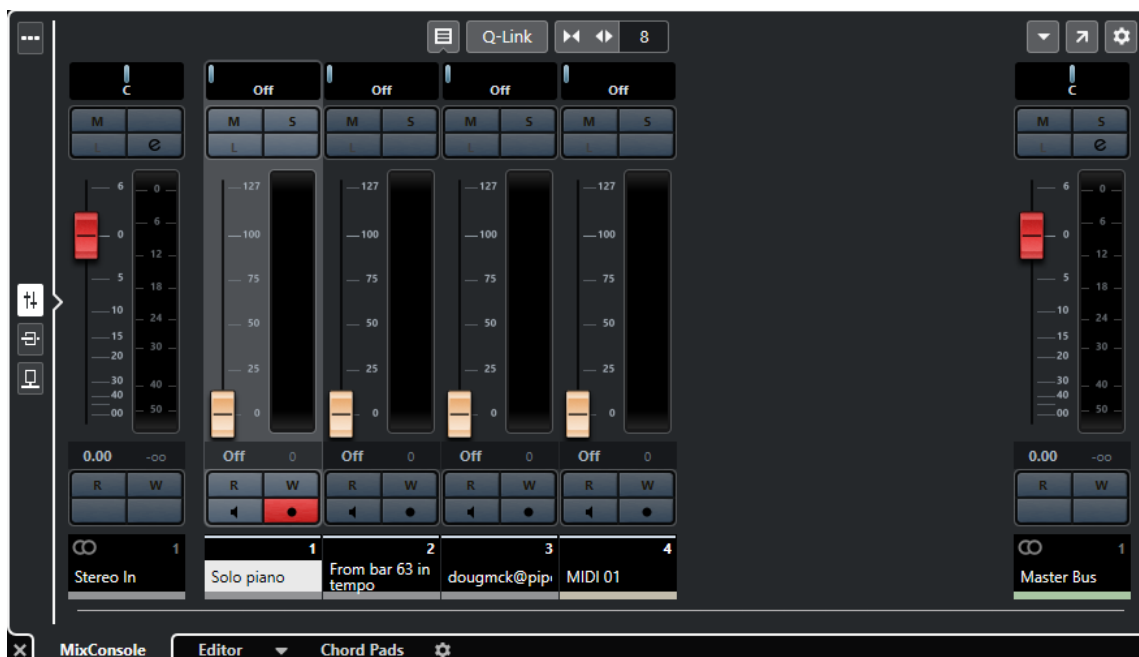 Q-Link 8
C Off Off Off Off C
M M S M S M S M S M S
L e L L L L L e
6 0 127 127 127 127 6 0
6 6
0 100 100 100 100 0
12 12
5 18 75 75 75 75 5 18
10 24 50 50 50 50 10 24
15 15
20 30 20 30
30 25 25 25 25 30
40 40 40 40
00 50 0 0 0 0 00 50
0.00 -oo Off 0 Off 0 Off 0 Off 0 0.00 -oo
R W R W R W R W R W R W
1 1 2 3 4 1
Stereo In Solo piano From bar 63 in dougmck@pip MIDI 01 Master Bus
tempo
MixConsole Editor Chord Pads